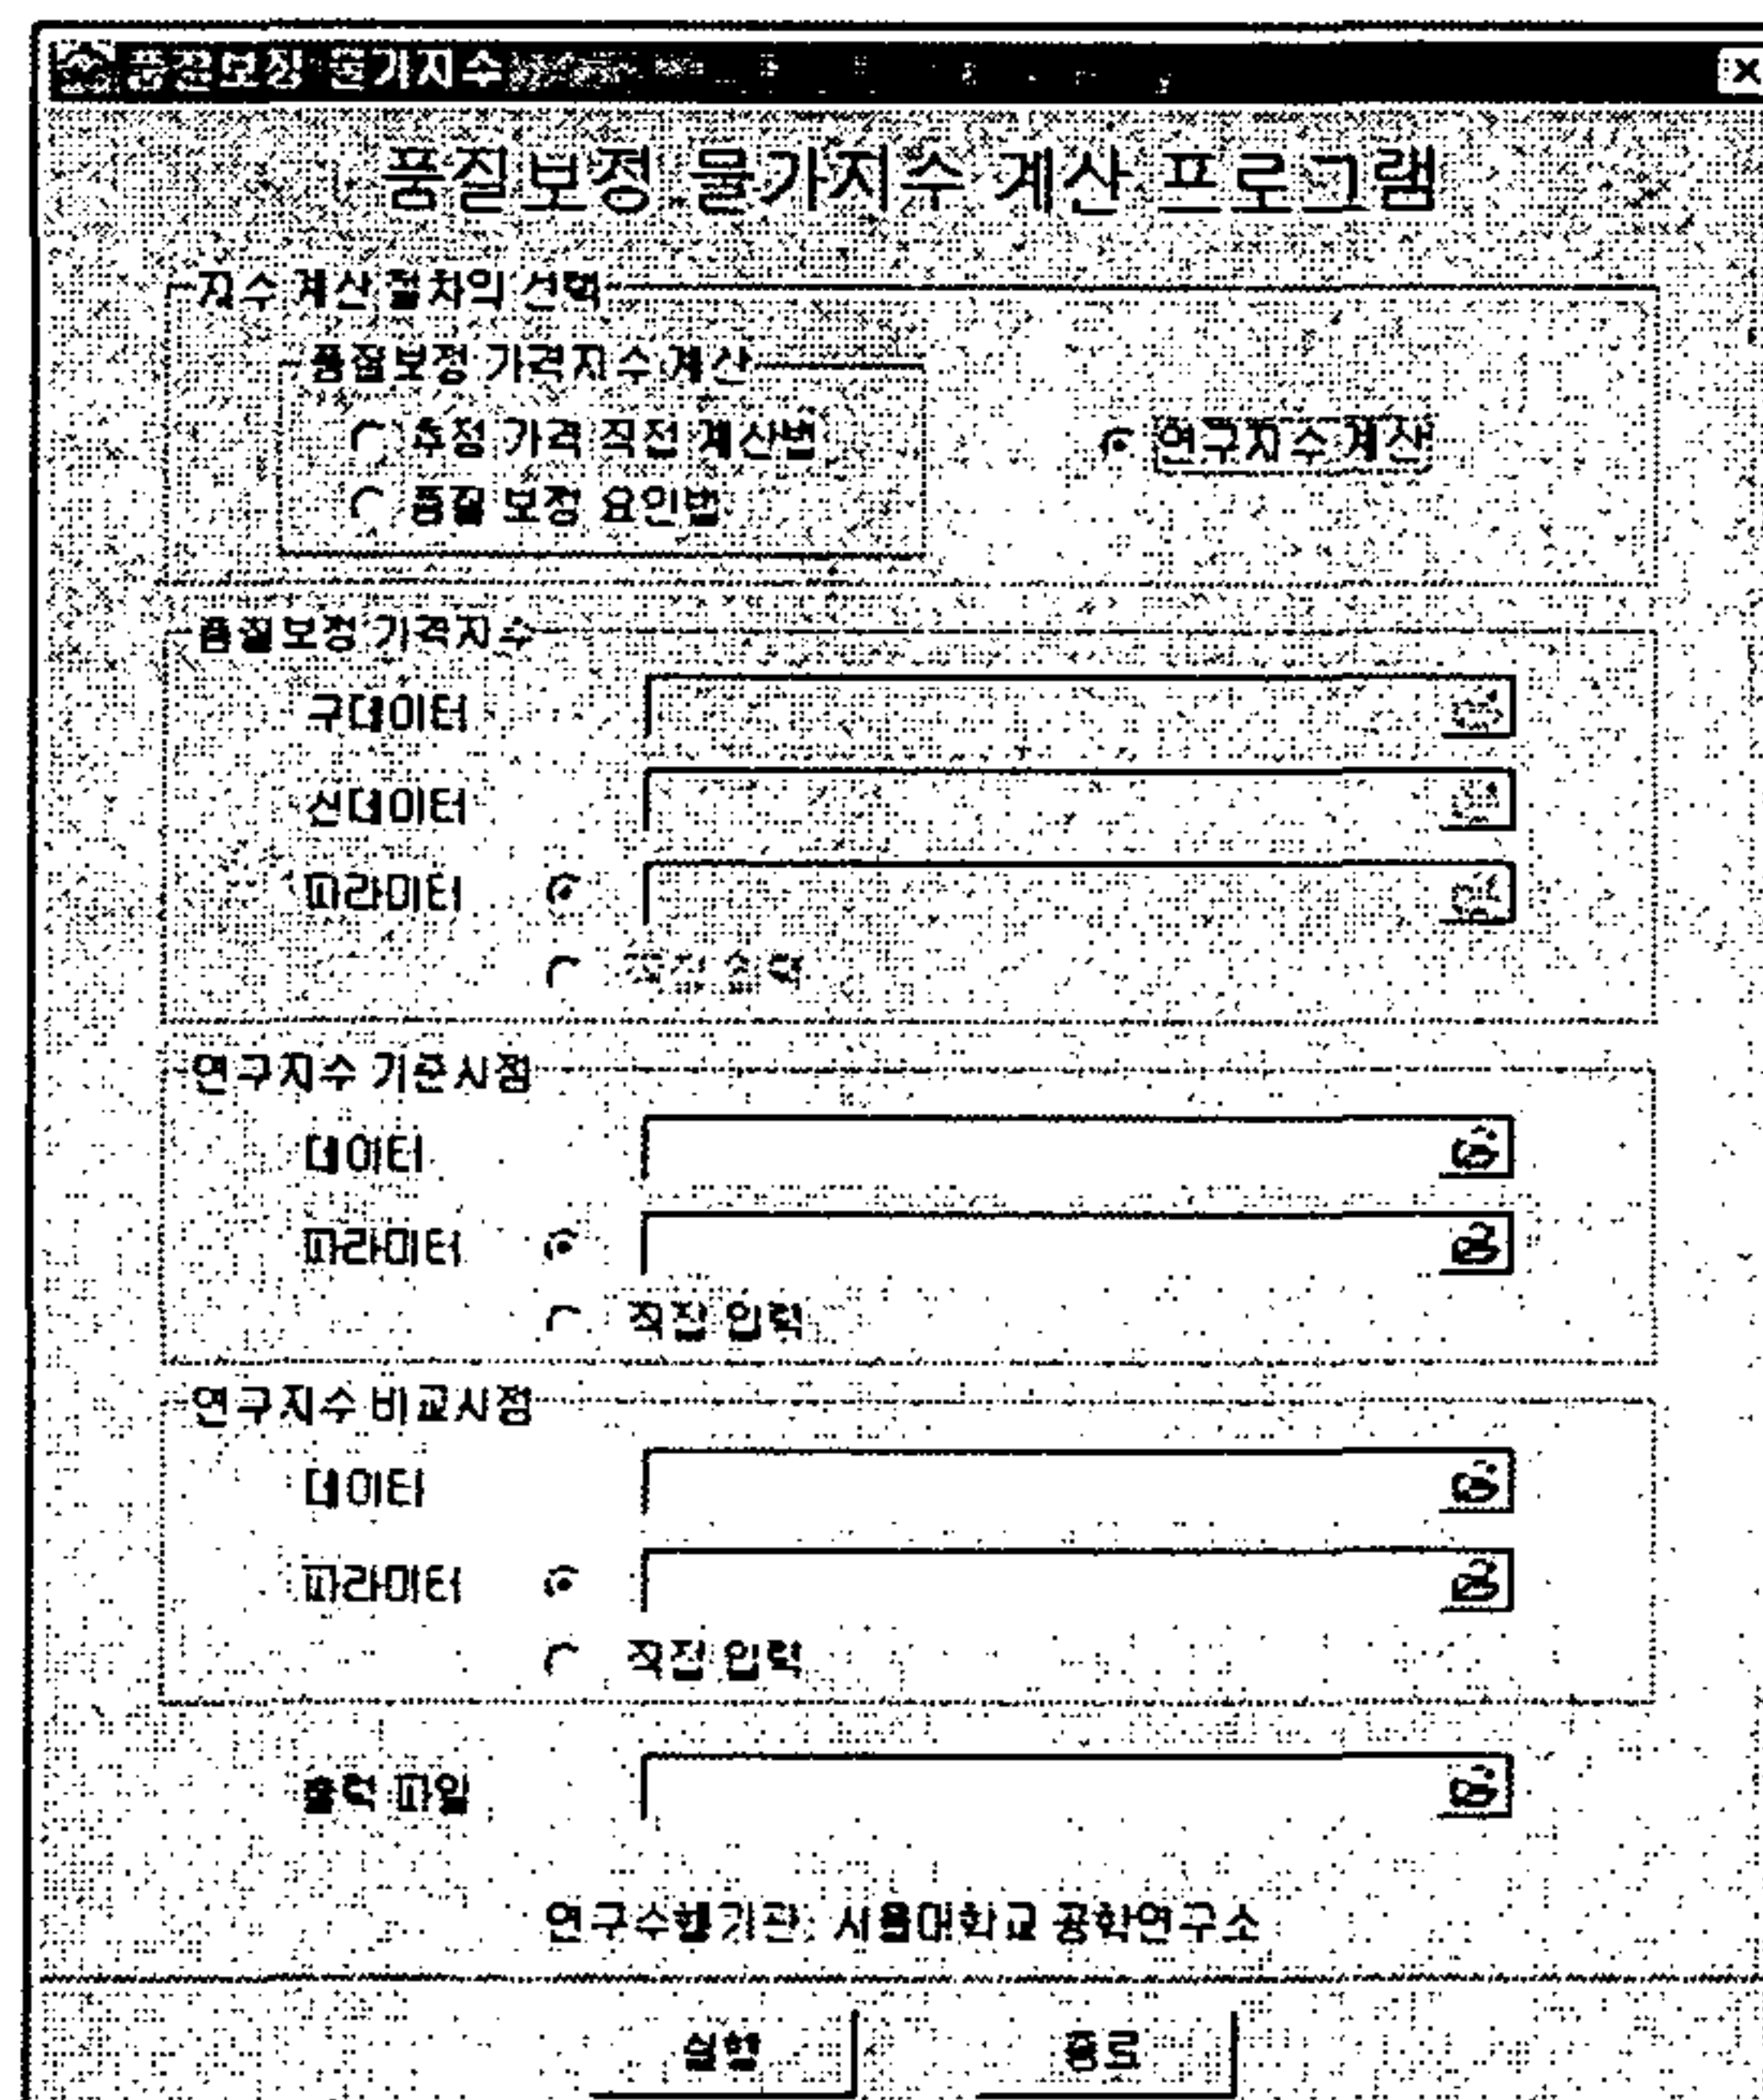 품질보정 물가지수
품질보정 물가지수 계산 프로그램
지수 계산 절차의 선택
품질보정 가격지수 계산
추정 가격 직접 계산법
연구지수 계산
품질 보정 요인법
품질보정 가격지수
구데이터
신데이터
파라미터
직접 입력
연구지수 기준시점
데이터
파라미터
직접 입력
연구지수 비교시점
데이터
파라미터
직접 입력
출력 파일
연구수행기관: 서울대학교 공학연구소
실행
종료